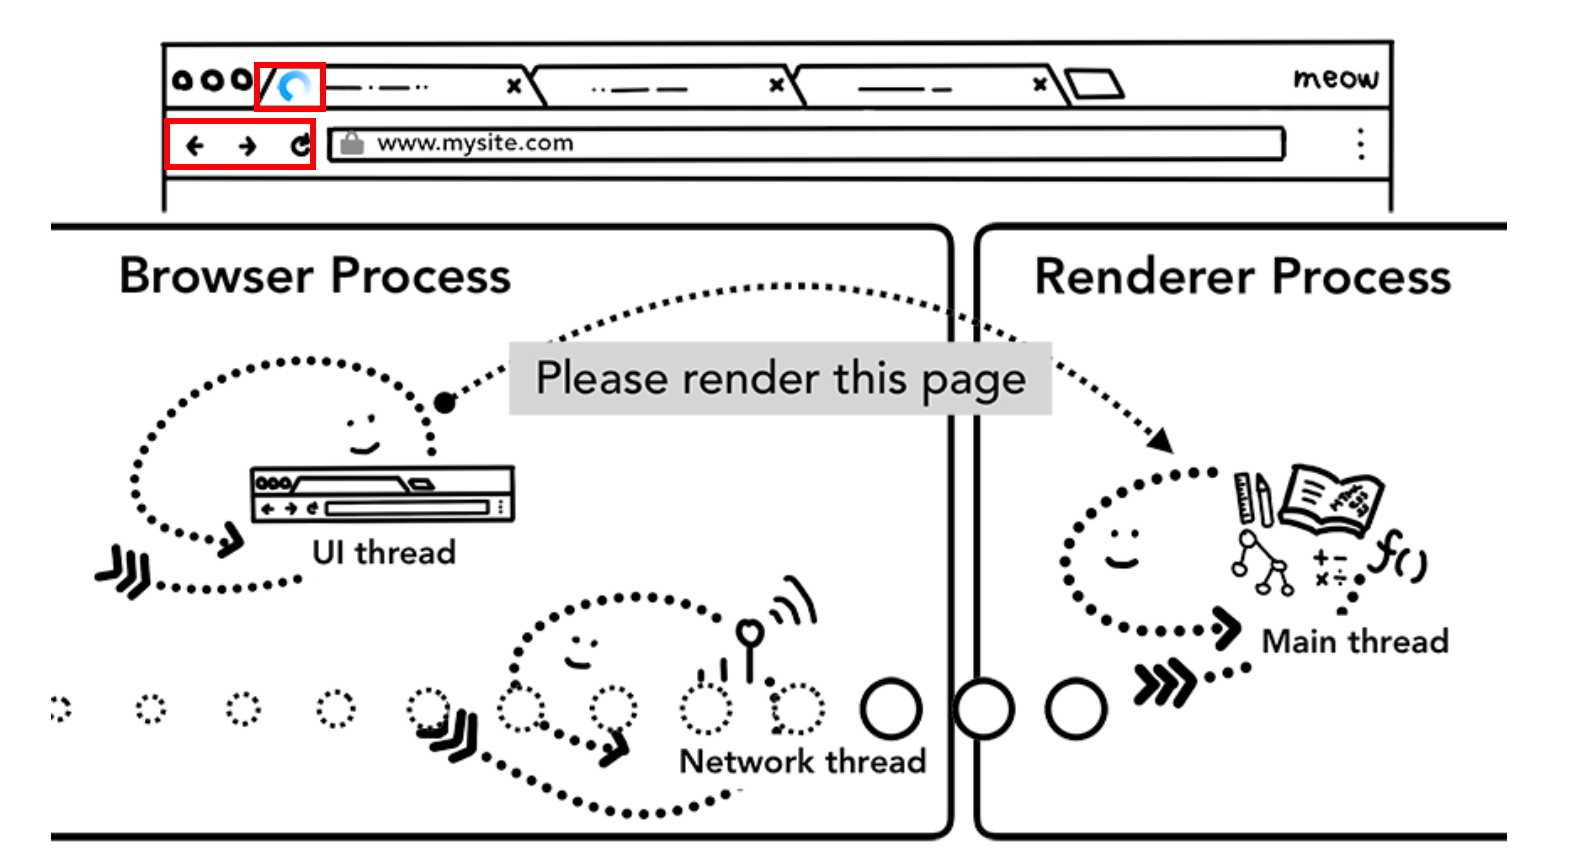 meow
www.mysite.com
Browser Process
Renderer Process
Please render this page
UI thread
f()
Main thread
Network thread